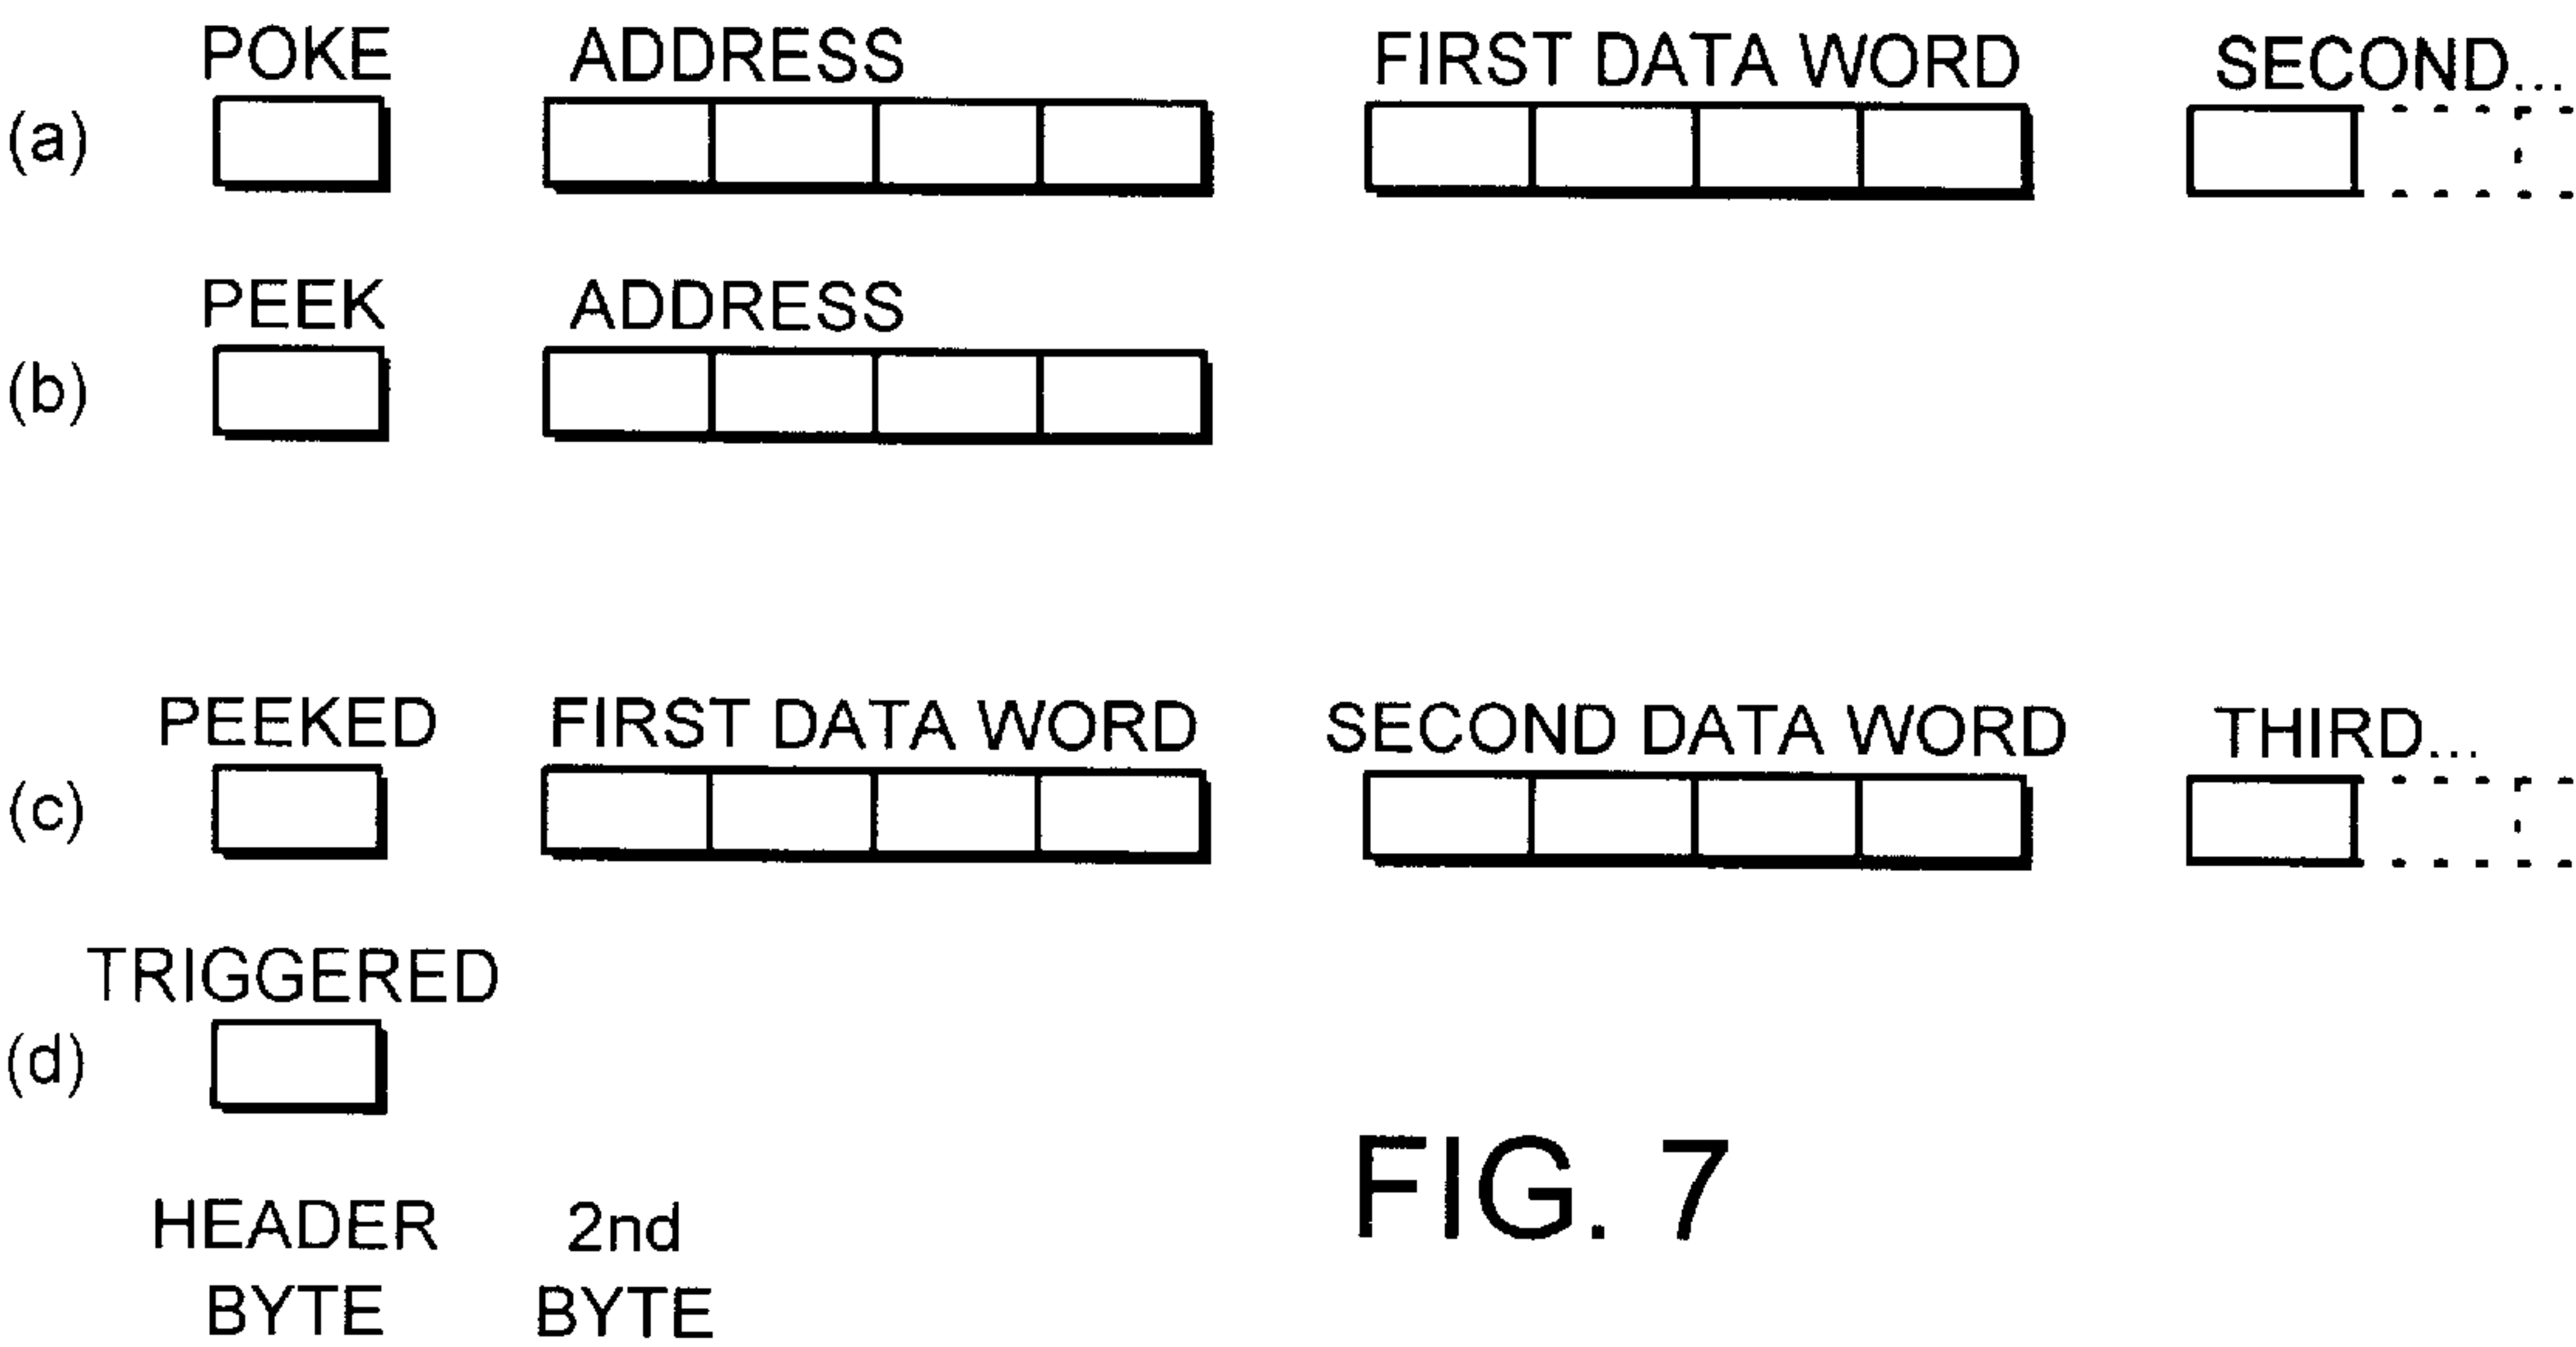 POKE ADDRESS FIRST DATA WORD SECOND...
(a)
PEEK ADDRESS
(b)
PEEKED FIRST DATA WORD SECOND DATA WORD THIRD...
(c)
TRIGGERED
(d)
HEADER 2nd
BYTE BYTE
FIG. 7